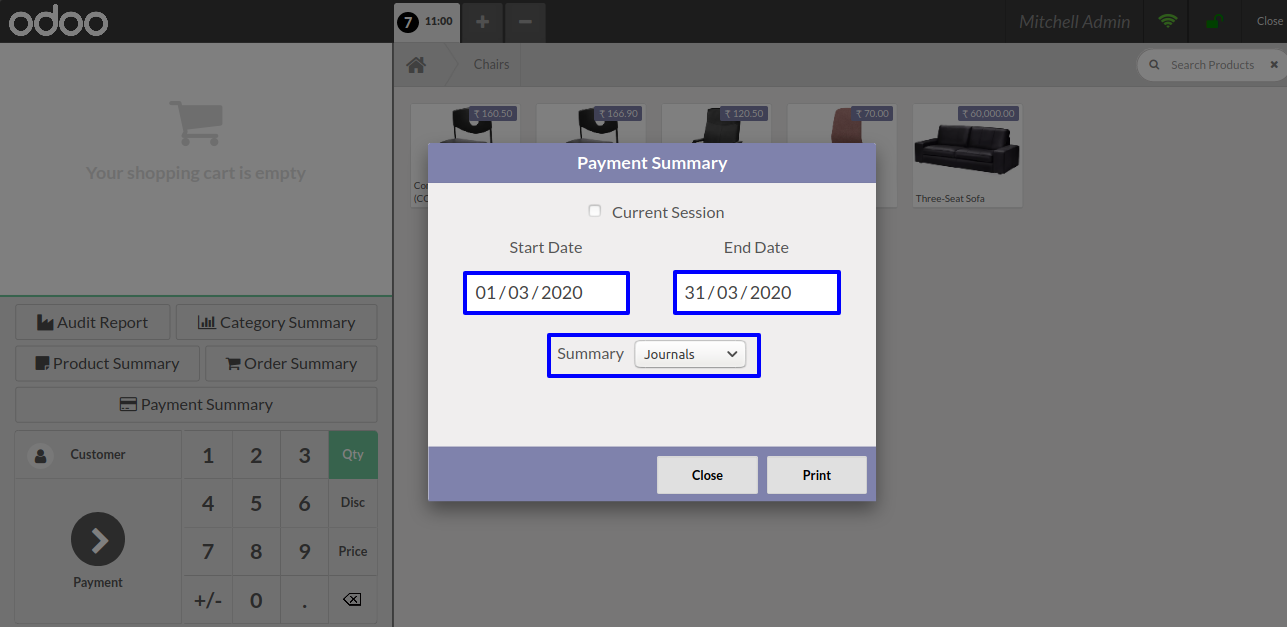 odoo
7 11:00 + −
Mitchell Admin
Close
Chairs
Search Products ×
Your shopping cart is empty
₹ 160.50
₹ 166.90
₹ 120.50
₹ 70.00
₹ 60,000.00
(CC
Three-Seat Sofa
Payment Summary
Current Session
Start Date
End Date
01/03/2020
31/03/2020
Summary Journals
Close
Print
Audit Report
Category Summary
Product Summary
Order Summary
Payment Summary
Customer
1 2 3 Qty
4 5 6 Disc
7 8 9 Price
+/- 0 .
Payment